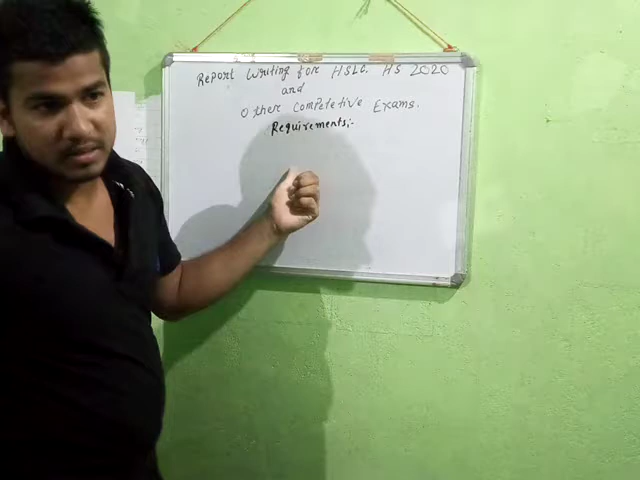 Report Writing for HSLC. HS 2020
and
Other Competetive Exams.
Requirements;-